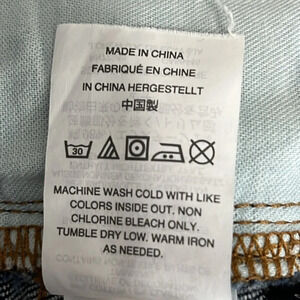 MADE IN CHINA
FABRIQUÉ EN CHINE
IN CHINA HERGESTELLT
中国製
30
MACHINE WASH COLD WITH LIKE
COLORS INSIDE OUT. NON
CHLORINE BLEACH ONLY.
TUMBLE DRY LOW. WARM IRON
AS NEEDED.